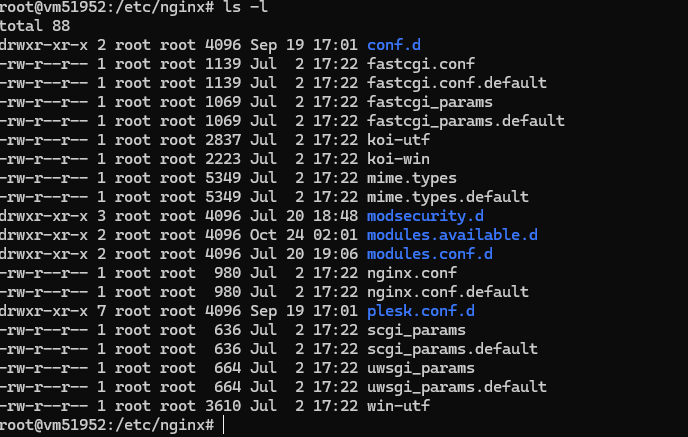 root@vm51952:/etc/nginx# ls -l
total 88
drwxr-xr-x 2 root root 4096 Sep 19 17:01 conf.d
-rw-r--r-- 1 root root 1139 Jul  2 17:22 fastcgi.conf
-rw-r--r-- 1 root root 1139 Jul  2 17:22 fastcgi.conf.default
-rw-r--r-- 1 root root 1069 Jul  2 17:22 fastcgi_params
-rw-r--r-- 1 root root 1069 Jul  2 17:22 fastcgi_params.default
-rw-r--r-- 1 root root 2837 Jul  2 17:22 koi-utf
-rw-r--r-- 1 root root 2223 Jul  2 17:22 koi-win
-rw-r--r-- 1 root root 5349 Jul  2 17:22 mime.types
-rw-r--r-- 1 root root 5349 Jul  2 17:22 mime.types.default
drwxr-xr-x 3 root root 4096 Jul 20 18:48 modsecurity.d
drwxr-xr-x 2 root root 4096 Oct 24 02:01 modules.available.d
drwxr-xr-x 2 root root 4096 Jul 20 19:06 modules.conf.d
-rw-r--r-- 1 root root  980 Jul  2 17:22 nginx.conf
-rw-r--r-- 1 root root  980 Jul  2 17:22 nginx.conf.default
drwxr-xr-x 7 root root 4096 Sep 19 17:01 plesk.conf.d
-rw-r--r-- 1 root root  636 Jul  2 17:22 scgi_params
-rw-r--r-- 1 root root  636 Jul  2 17:22 scgi_params.default
-rw-r--r-- 1 root root  664 Jul  2 17:22 uwsgi_params
-rw-r--r-- 1 root root  664 Jul  2 17:22 uwsgi_params.default
-rw-r--r-- 1 root root 3610 Jul  2 17:22 win-utf
root@vm51952:/etc/nginx#